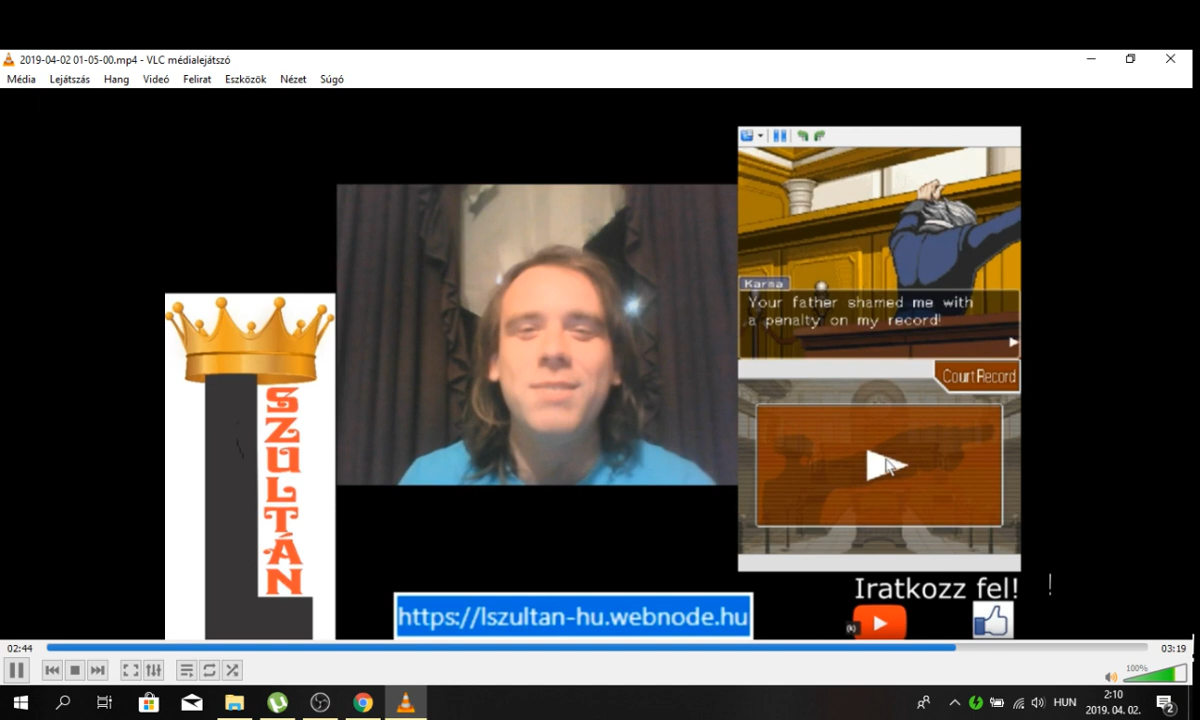 2019-04-02 01-05-00.mp4 - VLC médialejátszó
Média Lejátszás Hang Videó Felirat Eszközök Nézet Súgó
Karma
Your father shamed me with
a penalty on my record!
Court Record
L
SZULTÁN
Iratkozz fel! !
https://lszultan-hu.webnode.hu
(k)
02:44
03:19
100%
HUN
2:10
2019. 04. 02.
2